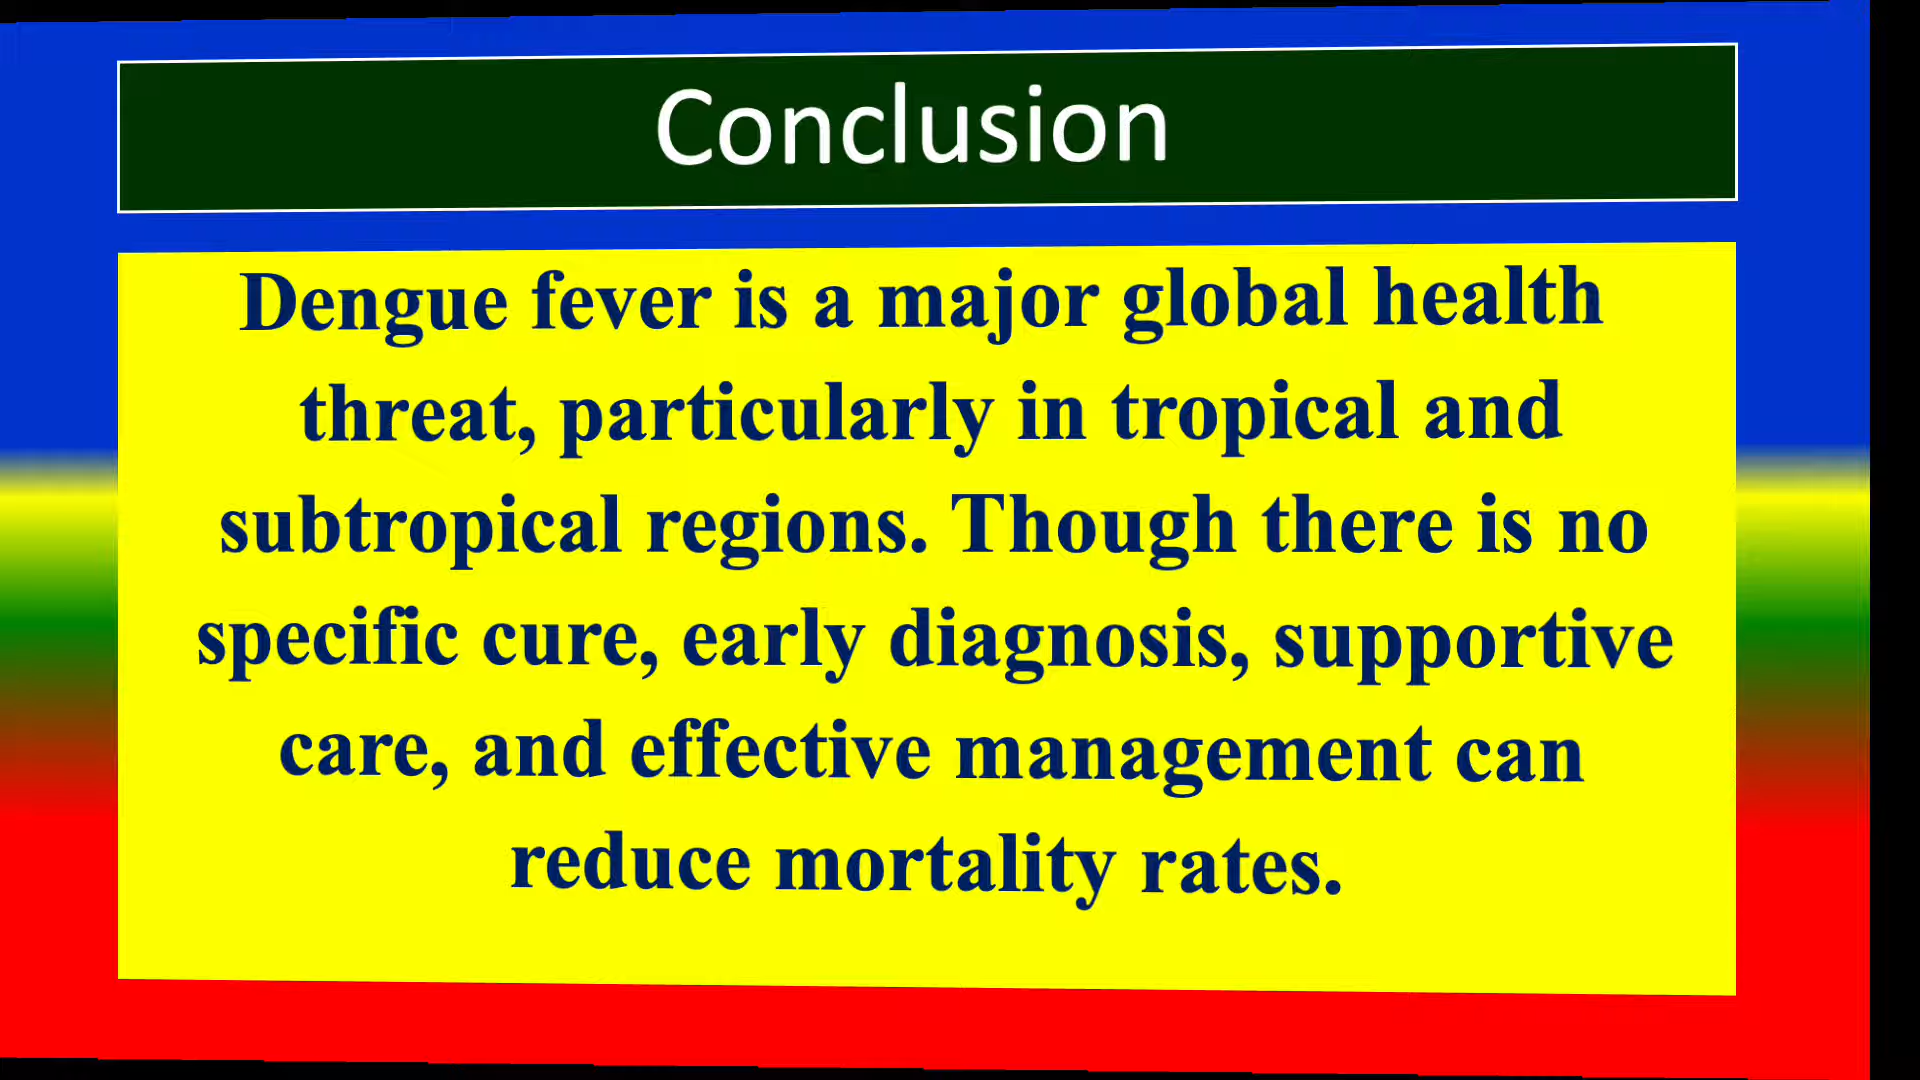 Conclusion
Dengue fever is a major global health
threat, particularly in tropical and
subtropical regions. Though there is no
specific cure, early diagnosis, supportive
care, and effective management can
reduce mortality rates.